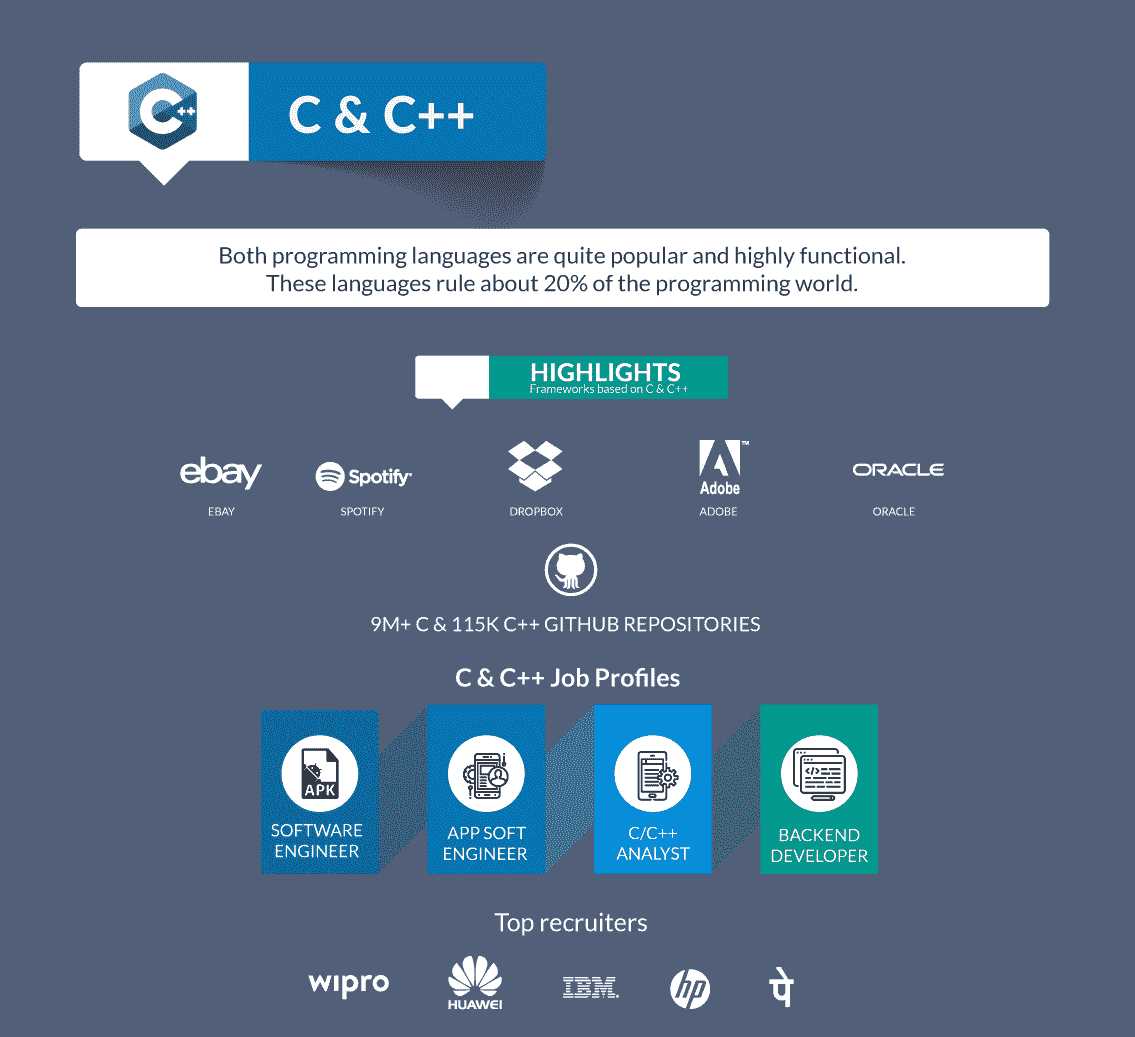 C++
C & C++
Both programming languages are quite popular and highly functional.
These languages rule about 20% of the programming world.
HIGHLIGHTS
Frameworks based on C & C++
ebay
Spotify
Adobe
ORACLE
EBAY
SPOTIFY
DROPBOX
ADOBE
ORACLE
9M+ C & 115K C++ GITHUB REPOSITORIES
C & C++ Job Profiles
APK
SOFTWARE
ENGINEER
APP SOFT
ENGINEER
C/C++
ANALYST
</>
BACKEND
DEVELOPER
Top recruiters
wipro
HUAWEI
IBM
hp
पे